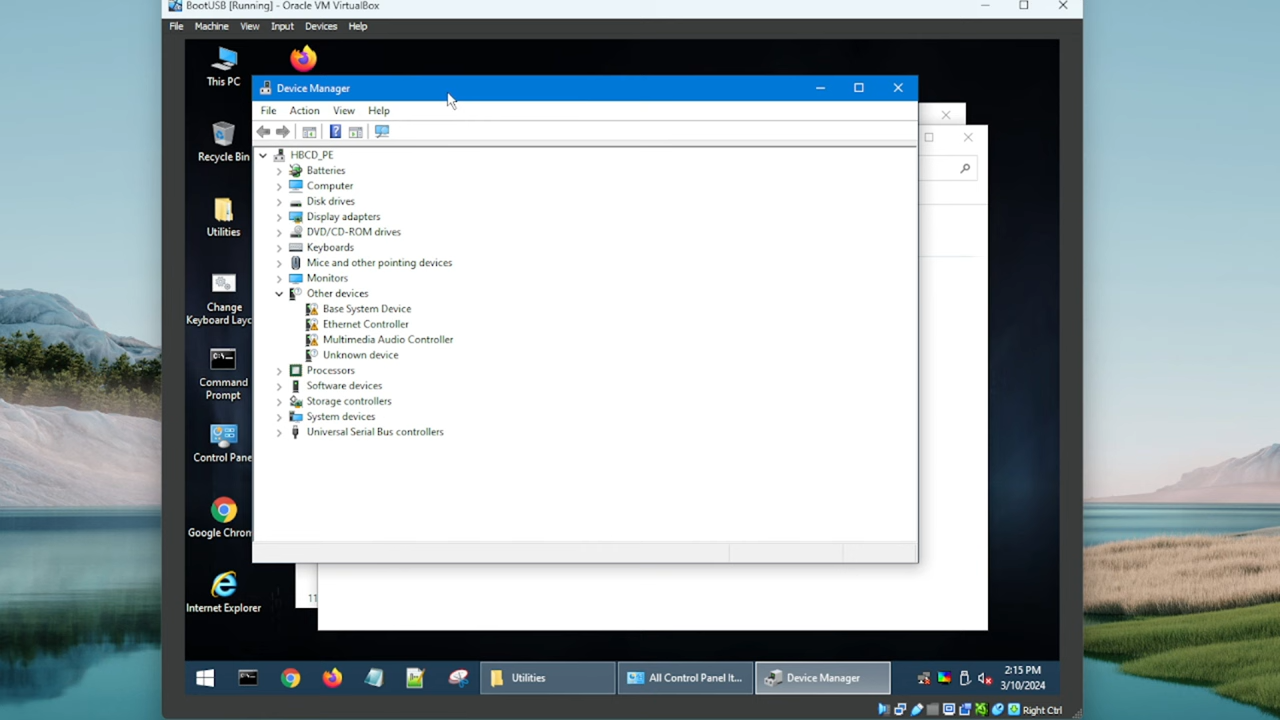 BootUSB [Running] - Oracle VM VirtualBox
File Machine View Input Devices Help
This PC
Recycle Bin
Utilities
Change
Keyboard Layc
Command
Prompt
Control Pane
Google Chron
Internet Explorer
Device Manager
File Action View Help
HBCD_PE
Batteries
Computer
Disk drives
Display adapters
DVD/CD-ROM drives
Keyboards
Mice and other pointing devices
Monitors
Other devices
Base System Device
Ethernet Controller
Multimedia Audio Controller
Unknown device
Processors
Software devices
Storage controllers
System devices
Universal Serial Bus controllers
11
Utilities
All Control Panel It...
Device Manager
2:15 PM
3/10/2024
Right Ctrl